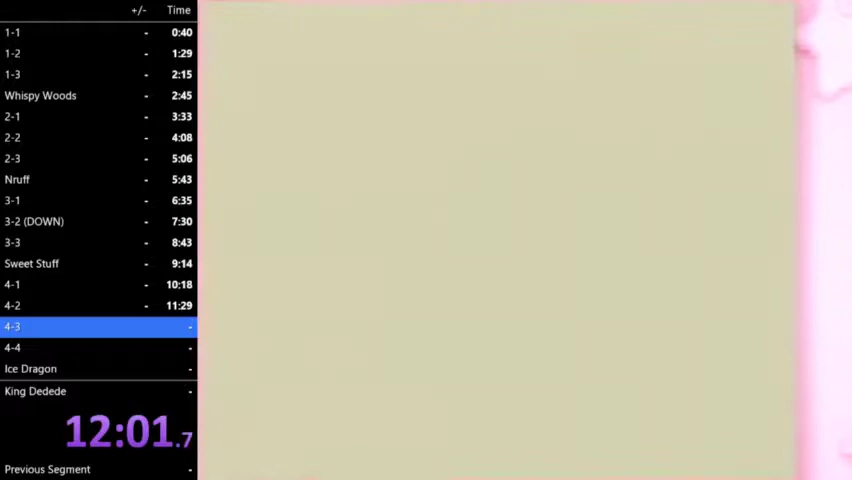 +/- Time
1-1 - 0:40
1-2 - 1:29
1-3 - 2:15
Whispy Woods - 2:45
2-1 - 3:33
2-2 - 4:08
2-3 - 5:06
Nruff - 5:43
3-1 - 6:35
3-2 (DOWN) - 7:30
3-3 - 8:43
Sweet Stuff - 9:14
4-1 - 10:18
4-2 - 11:29
4-3 -
4-4 -
Ice Dragon -
King Dedede -
12:01.7
Previous Segment -